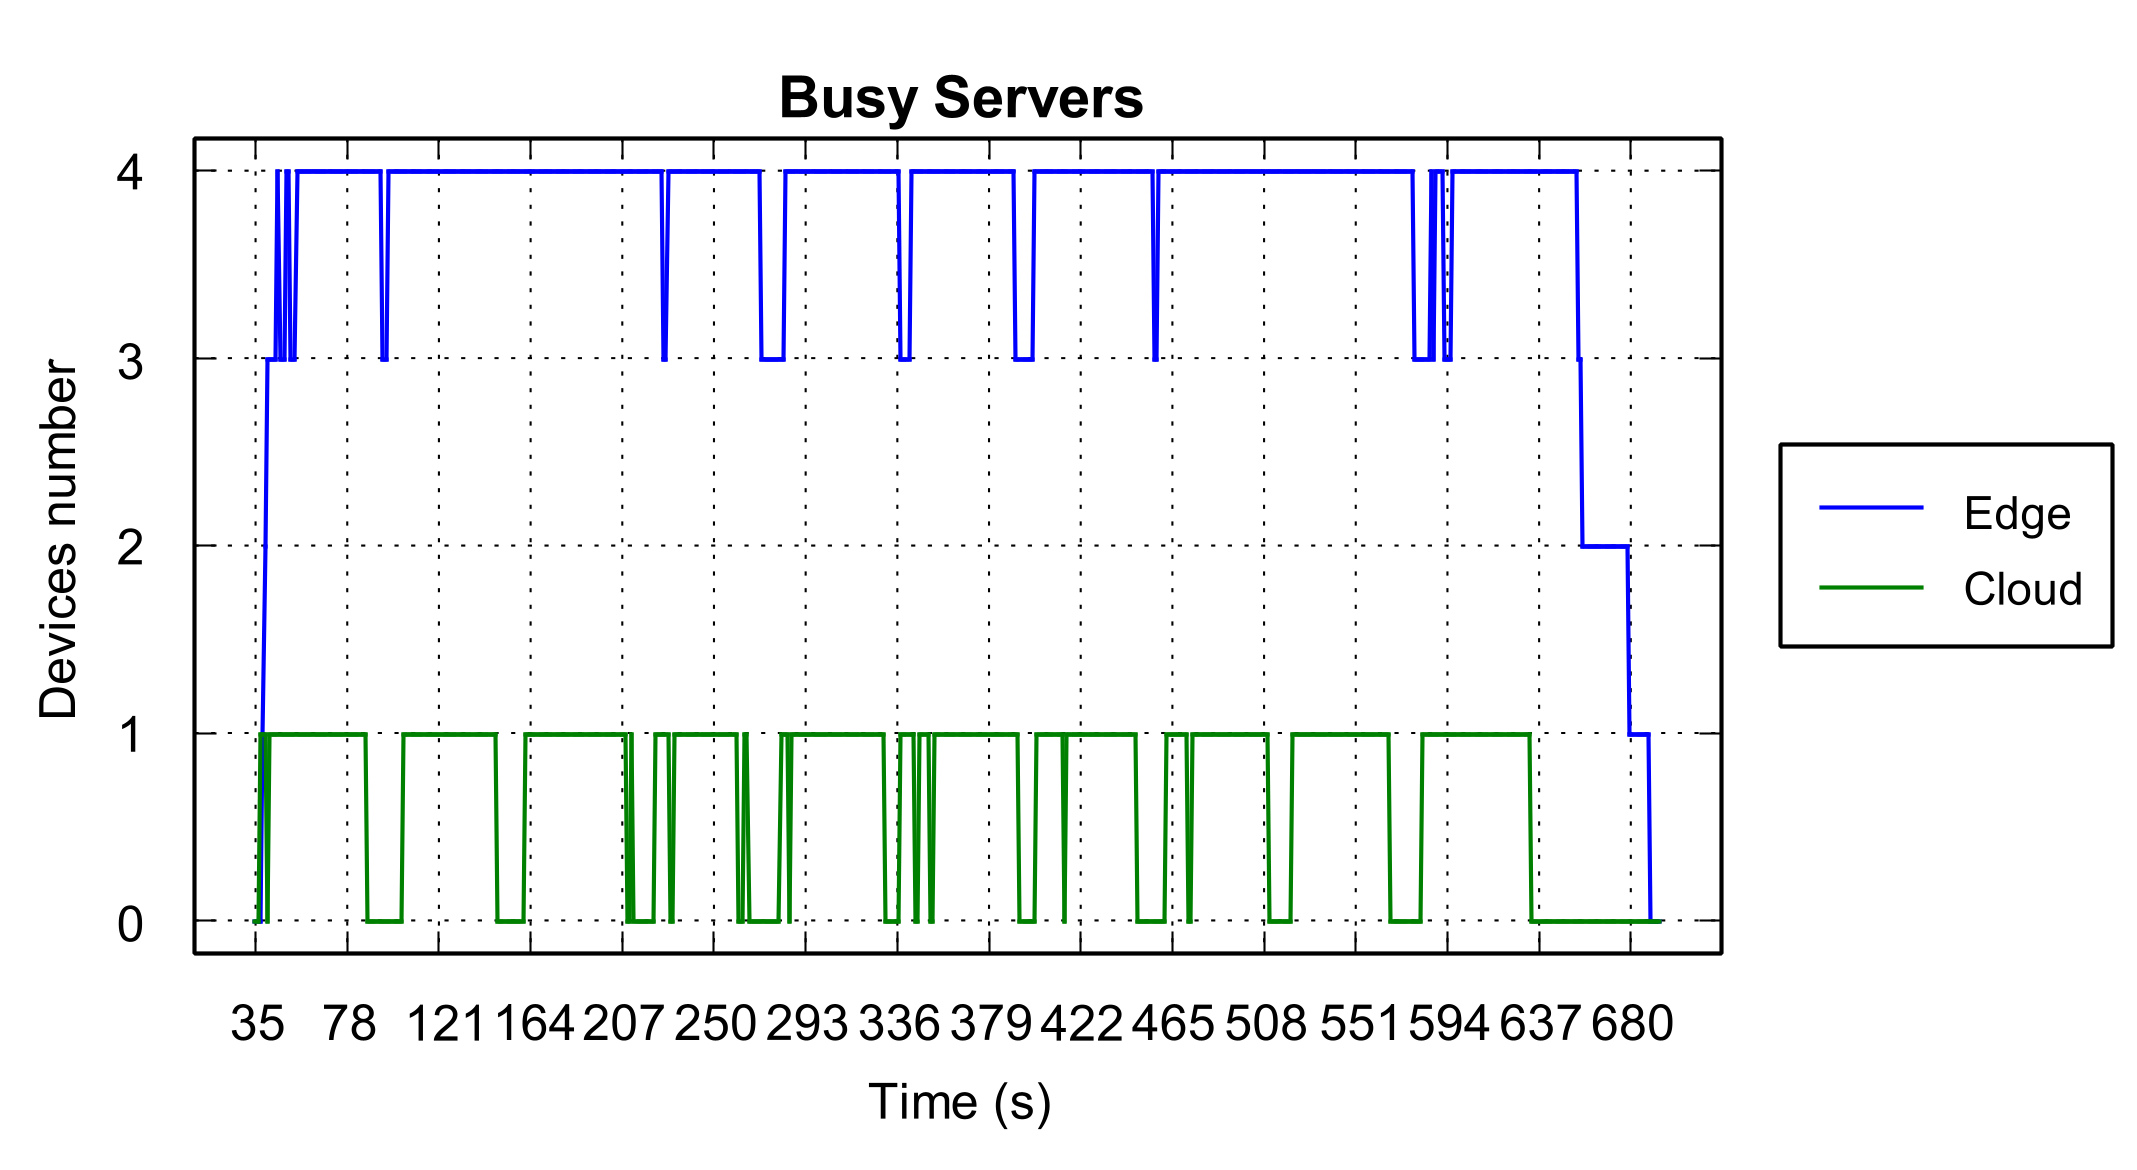 Busy Servers
4
3
2
1
0
Devices number
35 78 121 164 207 250 293 336 379 422 465 508 551 594 637 680
Time (s)
Edge
Cloud